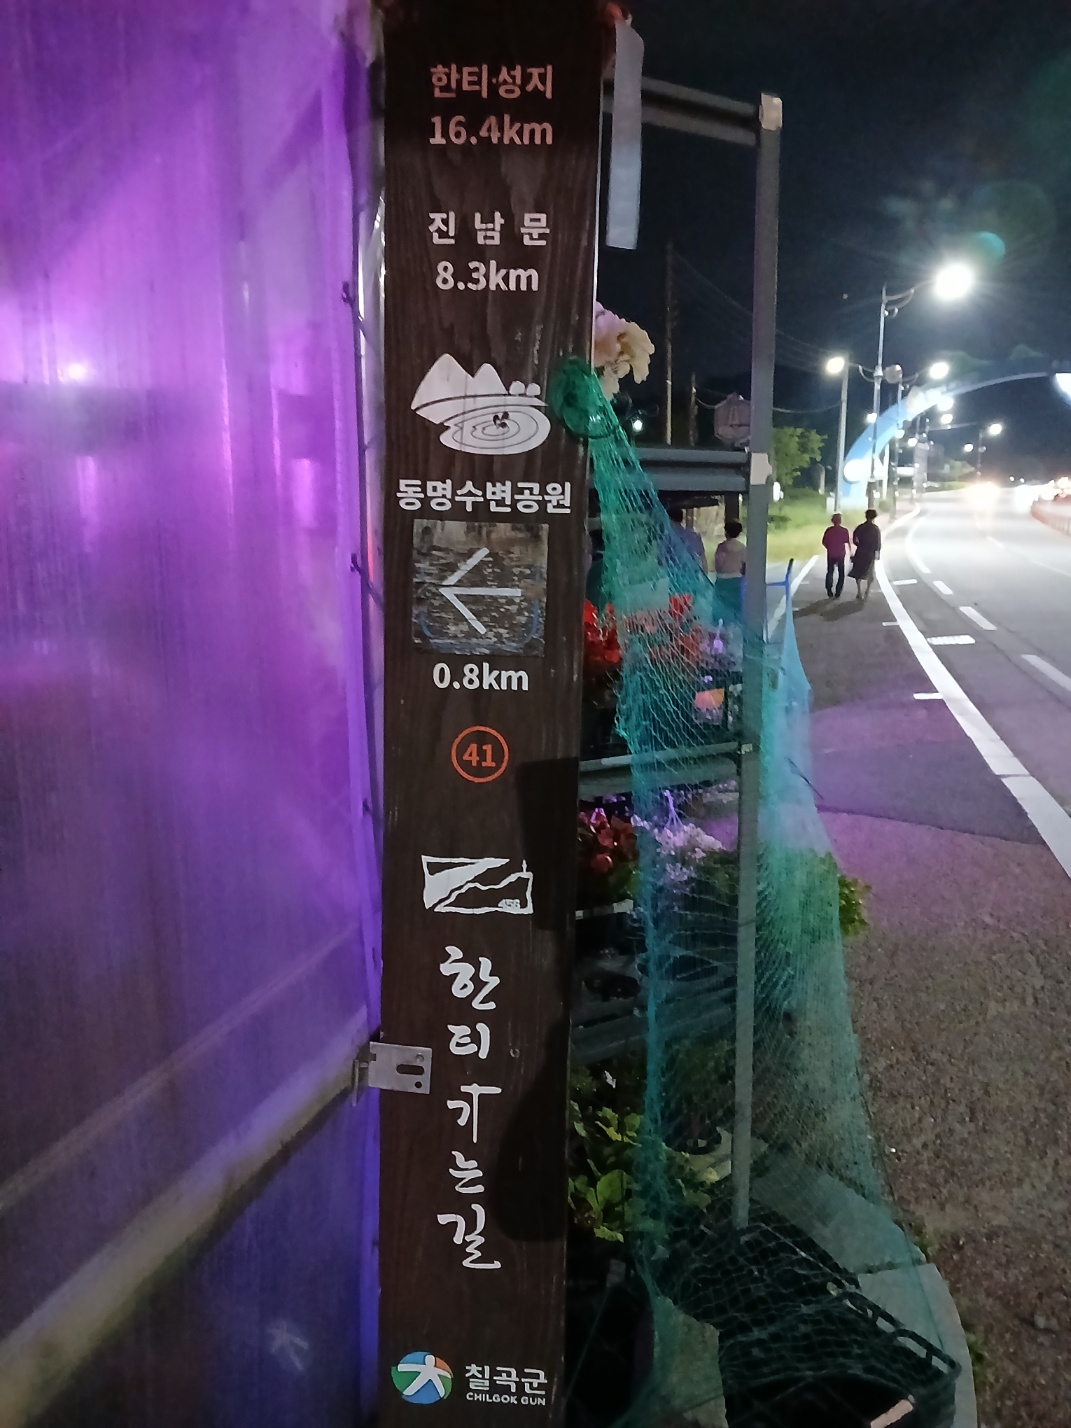 한티성지
16.4km
진남문
8.3km
동명수변공원
0.8km
41
456
한
티
가
는
길
칠곡군
CHILGOK GUN